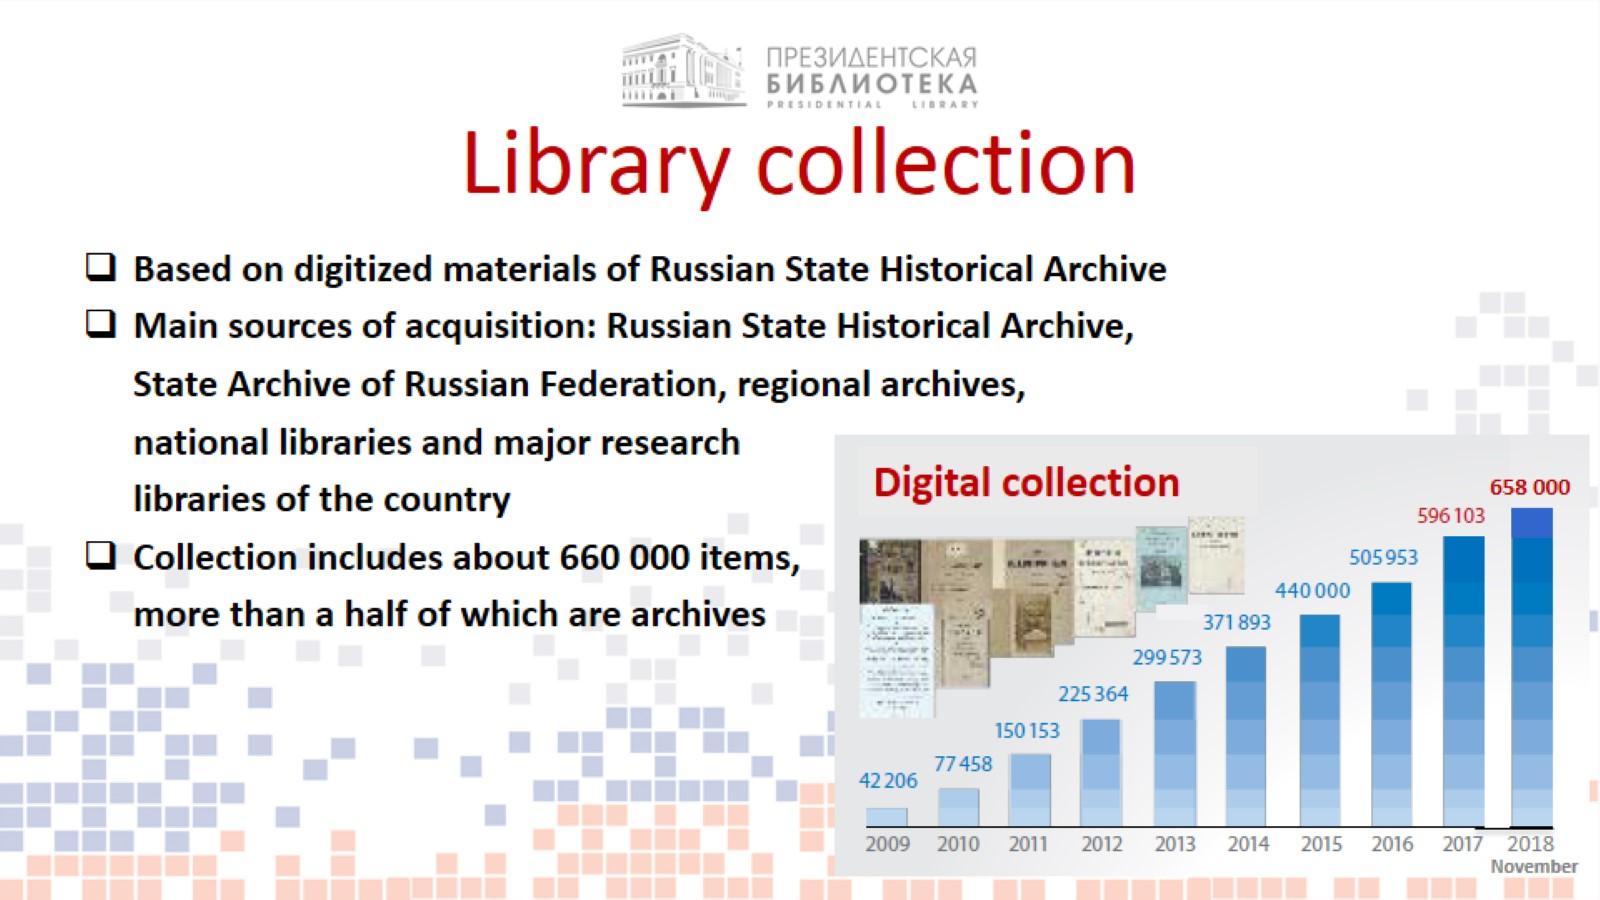 ПРЕЗИДЕНТСКАЯ
БИБЛИОТЕКА
PRESIDENTIAL LIBRARY
Library collection
❑ Based on digitized materials of Russian State Historical Archive
❑ Main sources of acquisition: Russian State Historical Archive,
State Archive of Russian Federation, regional archives,
national libraries and major research
libraries of the country
❑ Collection includes about 660 000 items,
more than a half of which are archives
Digital collection
42 206
77 458
150 153
225 364
299 573
371 893
440 000
505 953
596 103
658 000
2009 2010 2011 2012 2013 2014 2015 2016 2017 2018
November